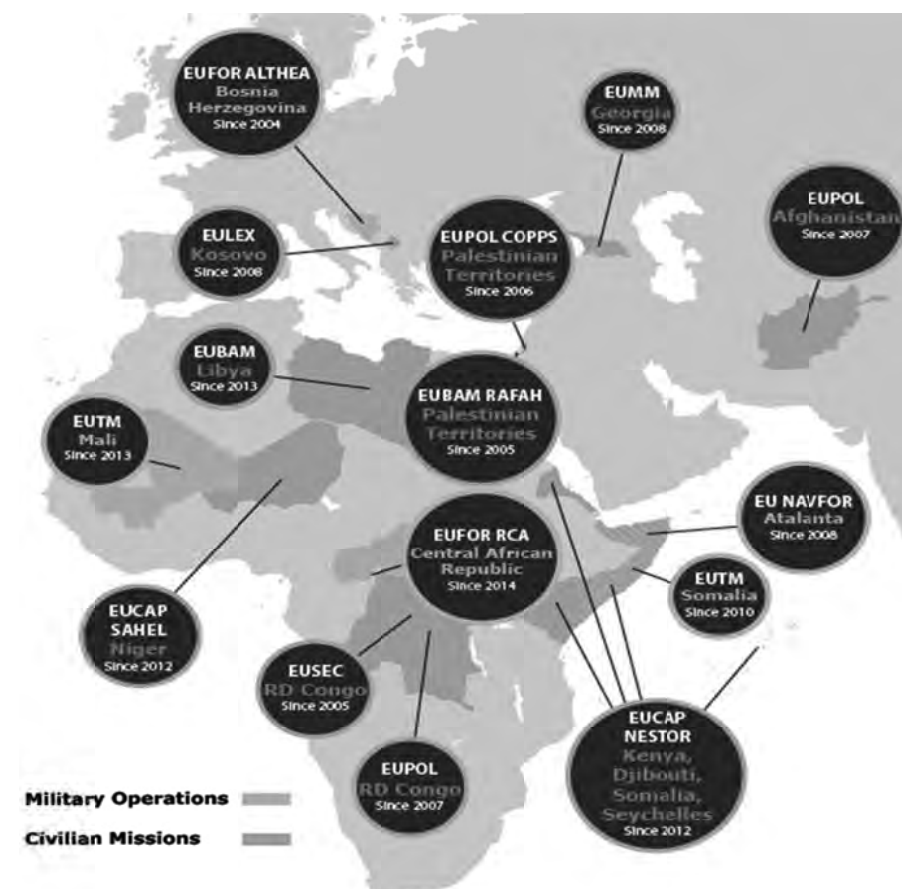 EUFOR ALTHEA
Bosnia
Herzegovina
Since 2004
EUMM
Georgia
Since 2008
EUPOL
Afghanistan
Since 2007
EULEX
Kosovo
Since 2008
EUPOL COPPS
Palestinian
Territories
Since 2006
EUBAM
Libya
Since 2013
EUBAM RAFAH
Palestinian
Territories
Since 2005
EUTM
Mali
Since 2013
EU NAVFOR
Atalanta
Since 2008
EUFOR RCA
Central African
Republic
Since 2014
EUTM
Somalia
Since 2010
EUCAP
SAHEL
Niger
Since 2012
EUSEC
RD Congo
Since 2005
EUCAP
NESTOR
Kenya,
Djibouti,
Somalia,
Seychelles
Since 2012
EUPOL
RD Congo
Since 2007
Military Operations
Civilian Missions